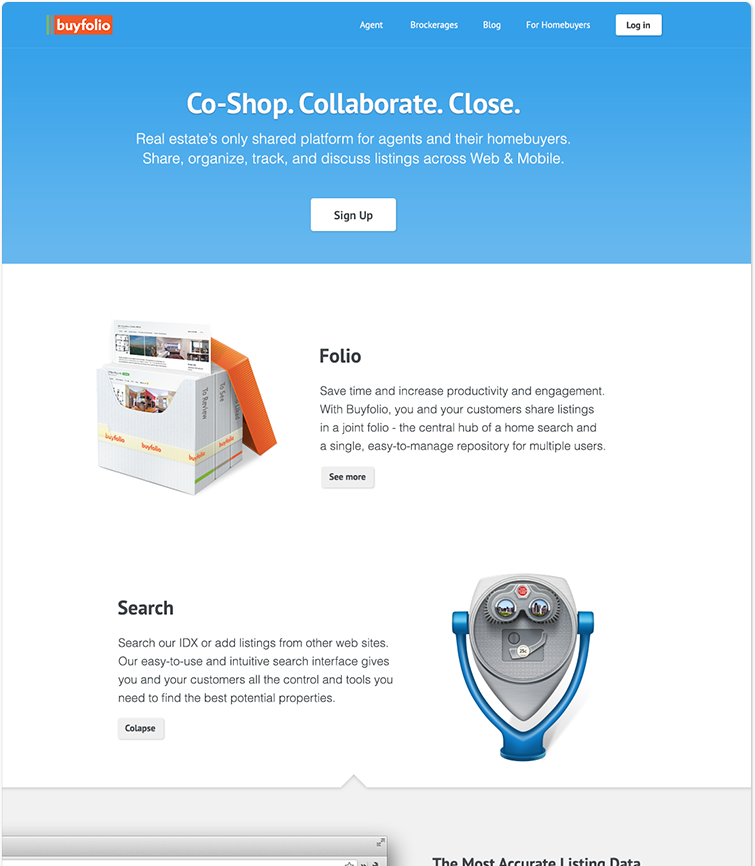 buyfolio
Agent
Brockerages
Blog
For Homebuyers
Log in
Co-Shop. Collaborate. Close.
Real estate's only shared platform for agents and their homebuyers.
Share, organize, track, and discuss listings across Web & Mobile.
Sign Up
To Review
To See
buyfolio
buyfolio
buyfolio
buyfolio
Folio
Save time and increase productivity and engagement.
With Buyfolio, you and your customers share listings
in a joint folio - the central hub of a home search and
a single, easy-to-manage repository for multiple users.
See more
Search
Search our IDX or add listings from other web sites.
Our easy-to-use and intuitive search interface gives
you and your customers all the control and tools you
need to find the best potential properties.
Colapse
25¢
The Most Accurate Listing Data